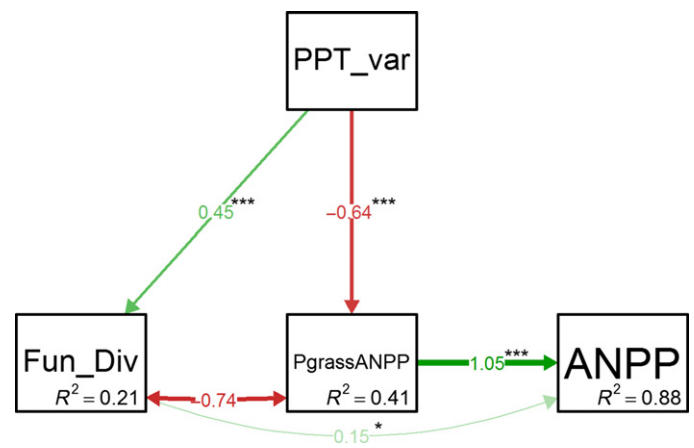 PPT_var
0.45***
−0.64***
Fun_Div
R² = 0.21
PgrassANPP
R² = 0.41
ANPP
R² = 0.88
1.05***
−0.74
0.15*